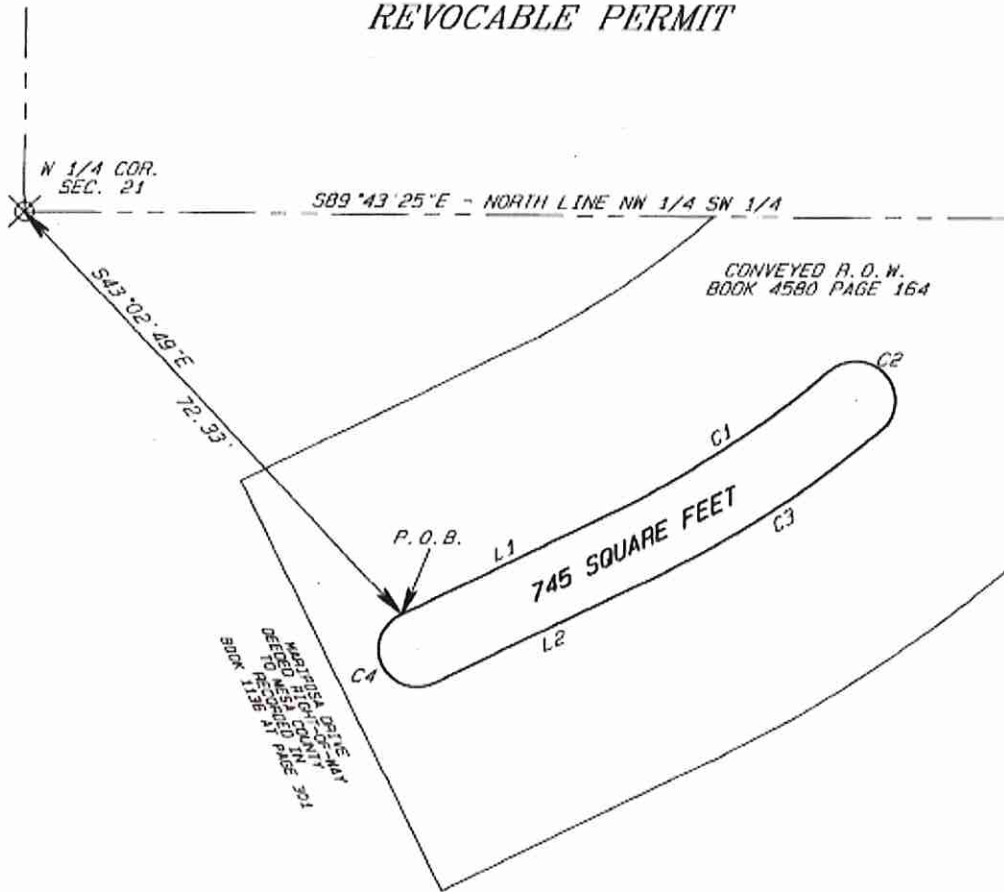 REVOCABLE PERMIT
W 1/4 COR.
SEC. 21
S89°43'25"E - NORTH LINE NW 1/4 SW 1/4
CONVEYED R.O.W.
BOOK 4580 PAGE 164
S43°02'49"E
72.33'
C2
C1
P.O.B.
L1
745 SQUARE FEET
C3
L2
C4
MARIPOSA DRIVE
DEEDED RIGHT-OF-WAY
TO MESA COUNTY
RECORDED IN
BOOK 1136 AT PAGE 301